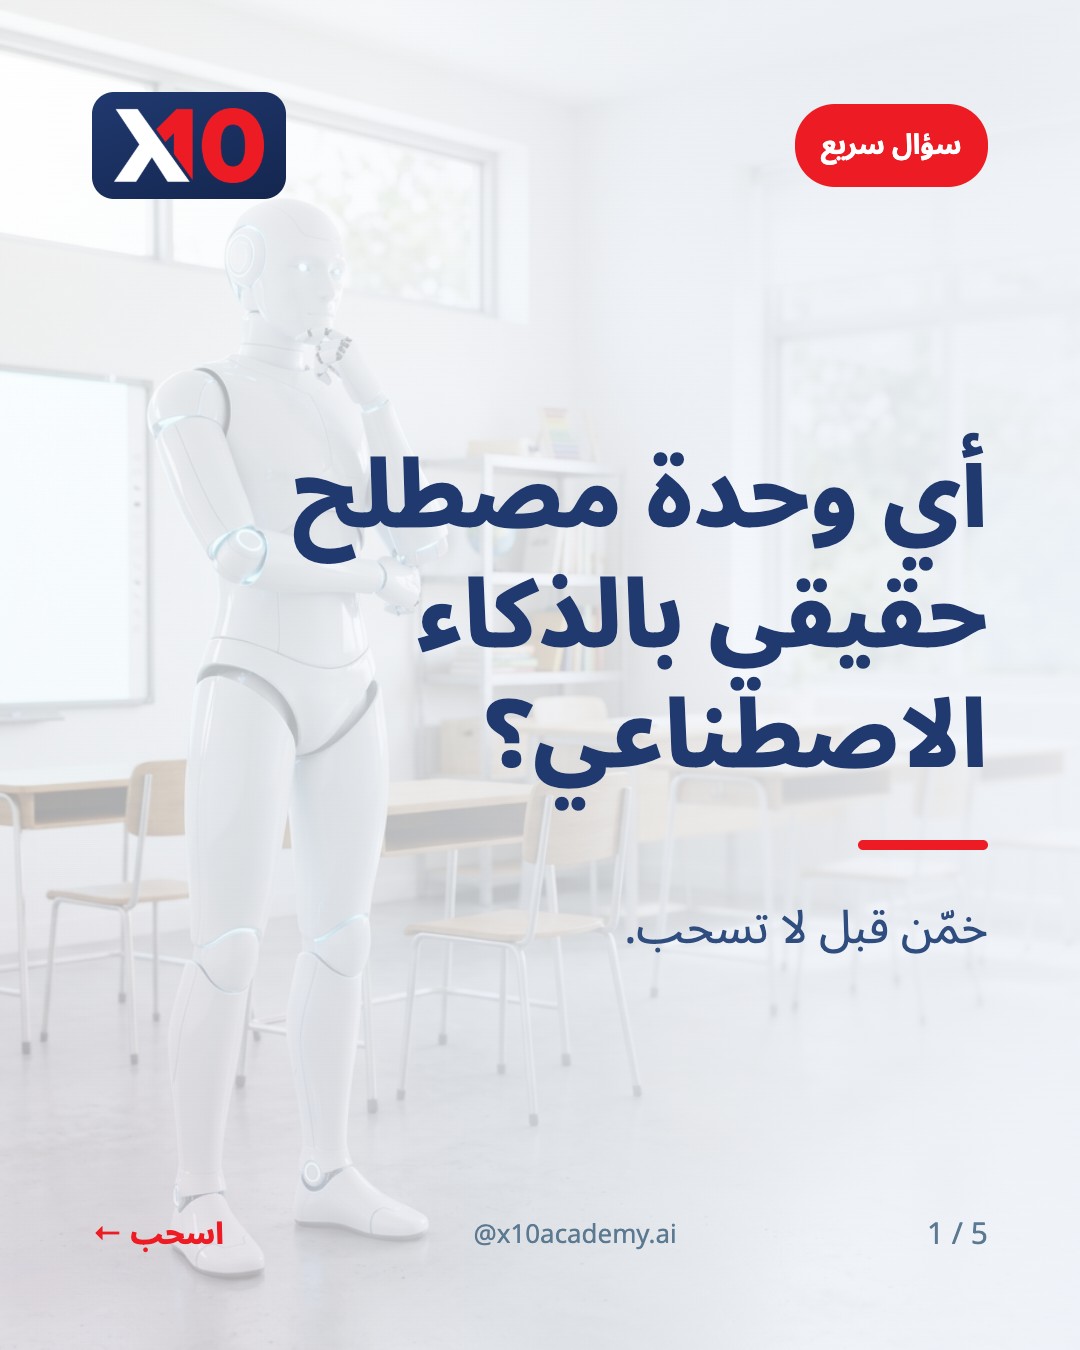 X10
سؤال سريع
أي وحدة مصطلح
حقيقي بالذكاء
الاصطناعي؟
خمّن قبل لا تسحب.
اسحب ←
@x10academy.ai
1 / 5